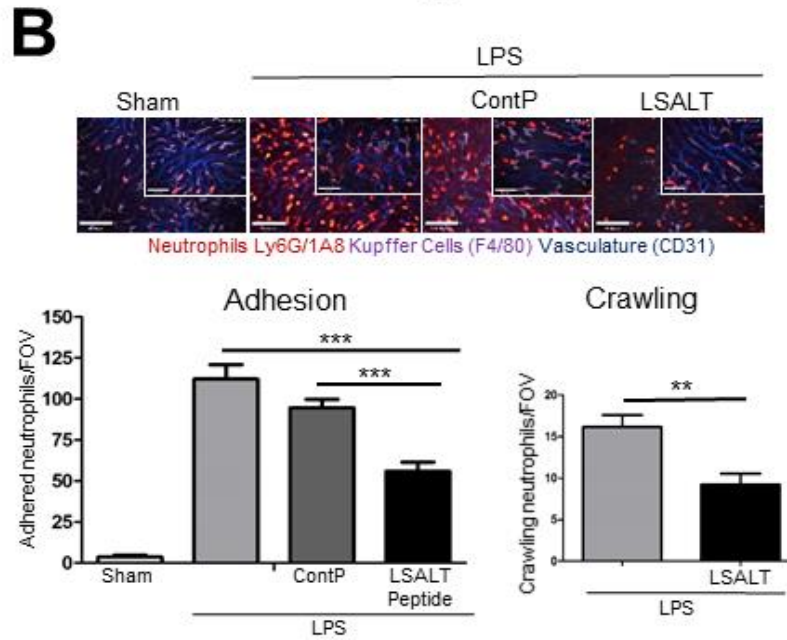 B
LPS
Sham ContP LSALT
Neutrophils Ly6G/1A8 Kupffer Cells (F4/80) Vasculature (CD31)
Adhesion
Adhered neutrophils/FOV
150
125
100
75
50
25
0
***
***
Sham ContP LSALT
Peptide
LPS
Crawling
Crawling neutrophils/FOV
20
15
10
5
0
**
LSALT
LPS